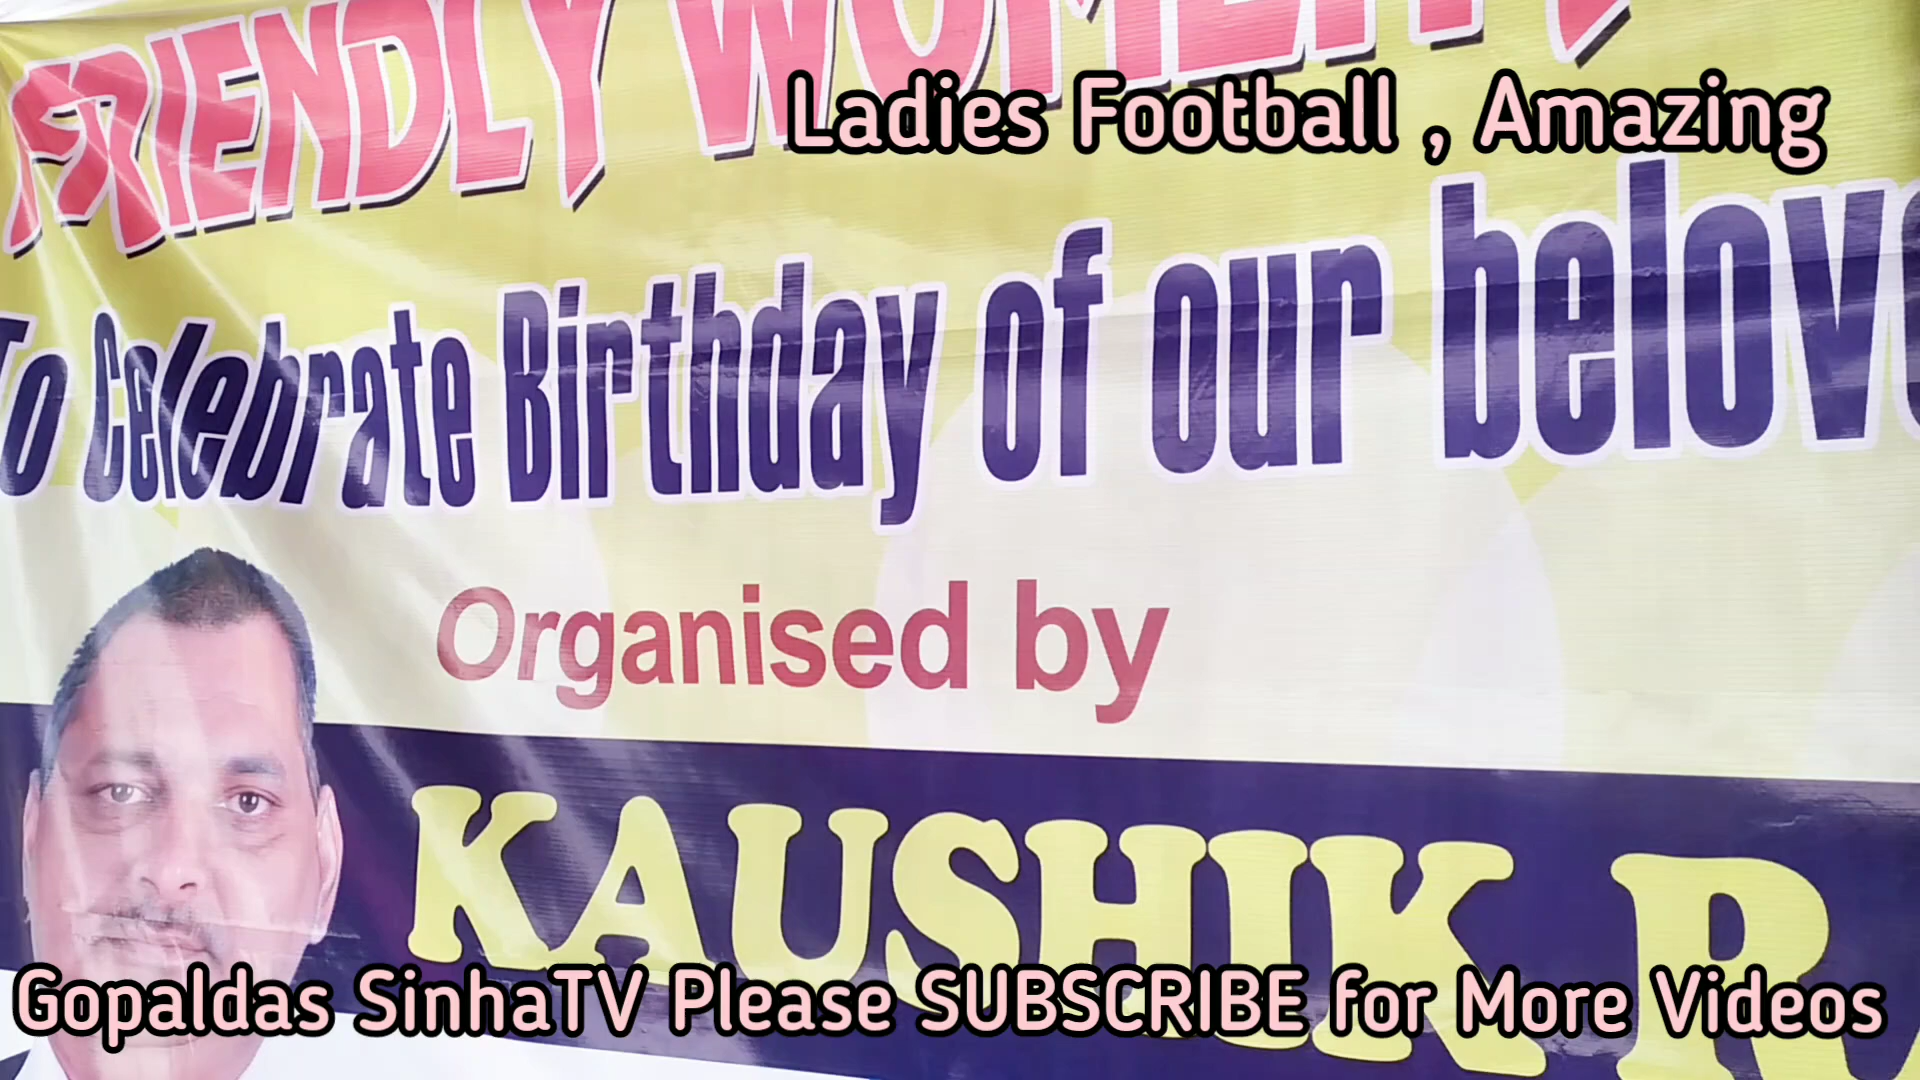 FRIENDLY
Ladies Football , Amazing
To Celebrate Birthday of our
Organised by
KAUSHIK
Gopaldas SinhaTV Please SUBSCRIBE for More Videos